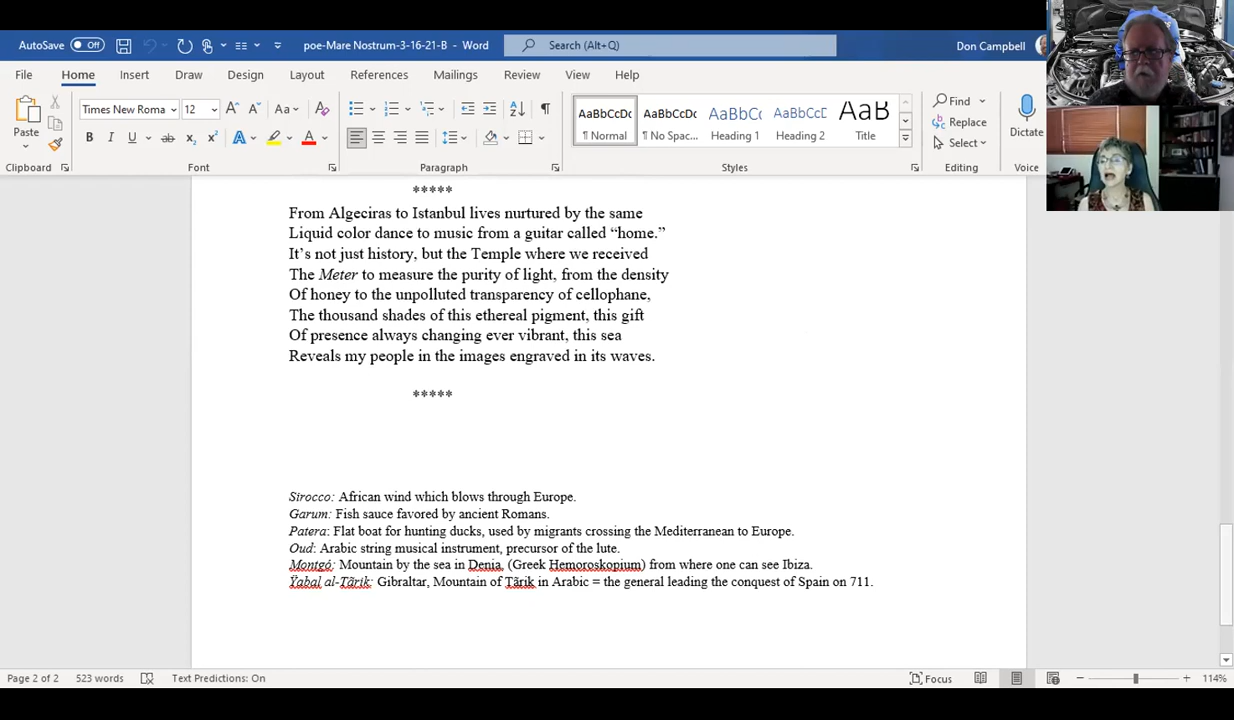 AutoSave Off poe-Mare Nostrum-3-16-21-B - Word Search (Alt+Q) Don Campbell
File Home Insert Draw Design Layout References Mailings Review View Help
Times New Roma 12 Aa AaBbCcDc AaBbCcDc AaBbCc AaBbCcD AaB Find
Paste Replace Dictate
B I U ab x₂ x² A A ¶ Normal ¶ No Spac... Heading 1 Heading 2 Title Select
Clipboard Font Paragraph Styles Editing Voice
*****
From Algeciras to Istanbul lives nurtured by the same
Liquid color dance to music from a guitar called “home.”
It’s not just history, but the Temple where we received
The Meter to measure the purity of light, from the density
Of honey to the unpolluted transparency of cellophane,
The thousand shades of this ethereal pigment, this gift
Of presence always changing ever vibrant, this sea
Reveals my people in the images engraved in its waves.
*****
Sirocco: African wind which blows through Europe.
Garum: Fish sauce favored by ancient Romans.
Patera: Flat boat for hunting ducks, used by migrants crossing the Mediterranean to Europe.
Oud: Arabic string musical instrument, precursor of the lute.
Montgó: Mountain by the sea in Denia, (Greek Hemoroskopium) from where one can see Ibiza.
Ÿabal al-Tãrik: Gibraltar, Mountain of Tãrik in Arabic = the general leading the conquest of Spain on 711.
Page 2 of 2 523 words Text Predictions: On Focus 114%